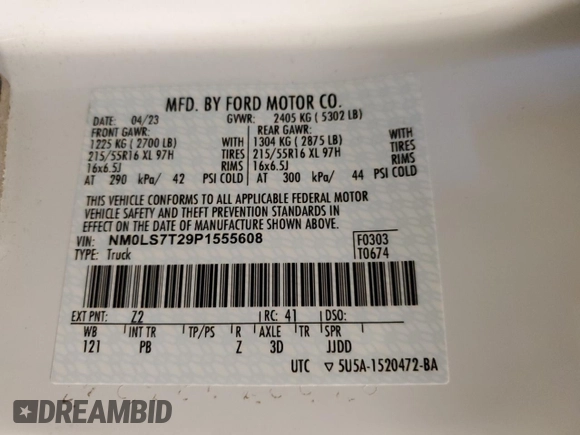 MFD. BY FORD MOTOR CO.
DATE: 04/23 GVWR: 2405 KG ( 5302 LB)
FRONT GAWR: REAR GAWR:
1225 KG ( 2700 LB) WITH 1304 KG ( 2875 LB) WITH
215/55R16 XL 97H TIRES 215/55R16 XL 97H TIRES
16x6.5J RIMS 16x6.5J RIMS
AT 290 kPa/ 42 PSI COLD AT 300 kPa/ 44 PSI COLD
THIS VEHICLE CONFORMS TO ALL APPLICABLE FEDERAL MOTOR
VEHICLE SAFETY AND THEFT PREVENTION STANDARDS IN
EFFECT ON THE DATE OF MANUFACTURE SHOWN ABOVE.
VIN: NM0LS7T29P1555608 F0303
TYPE: Truck T0674
EXT PNT: Z2 RC: 41 DSO:
WB INT TR TP/PS R AXLE TR SPR
121 PB Z 3D JJDD
UTC ▽ 5U5A-1520472-BA
DREAMBID